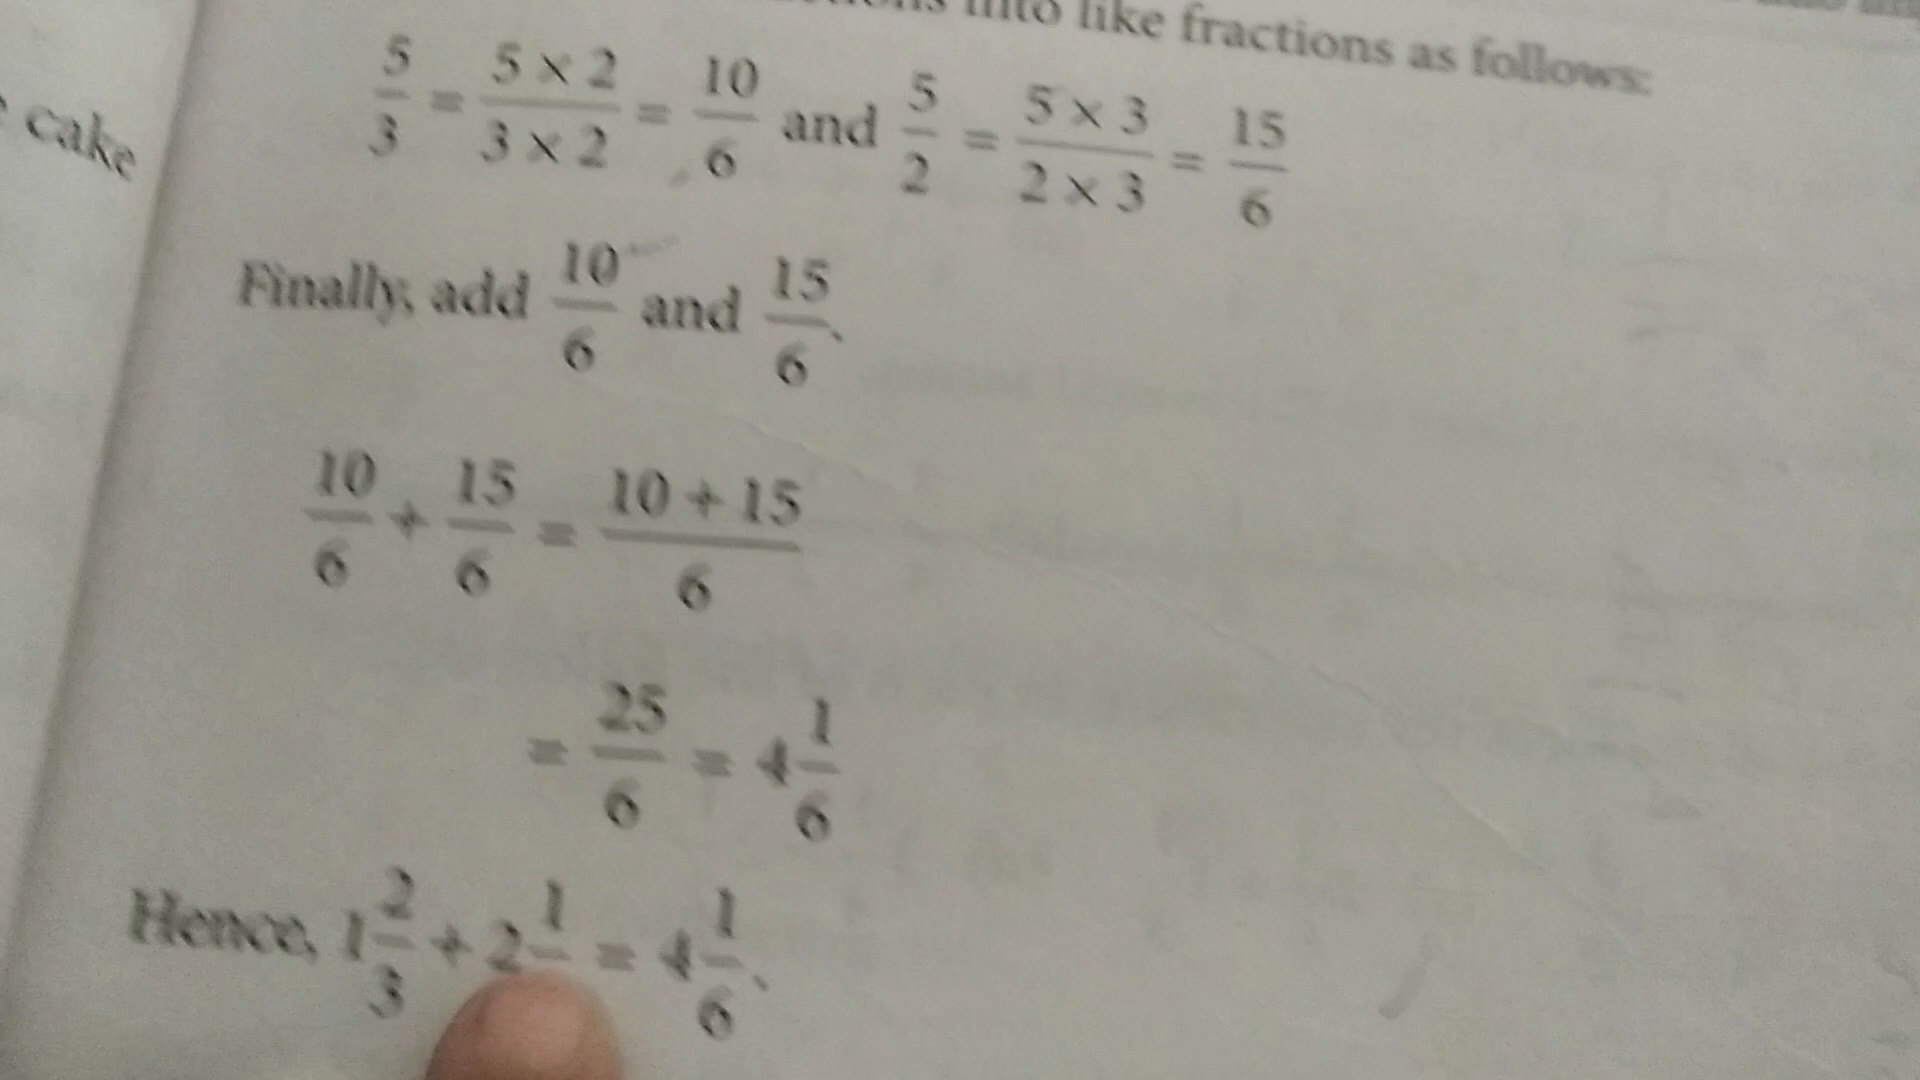 into like fractions as follows:
cake
5/3 = 5 × 2/3 × 2 = 10/6 and 5/2 = 5 × 3/2 × 3 = 15/6
Finally, add 10/6 and 15/6.
10/6 + 15/6 = 10 + 15/6
= 25/6 = 4 1/6
Hence, 1 2/3 + 2 1/ = 4 1/6.